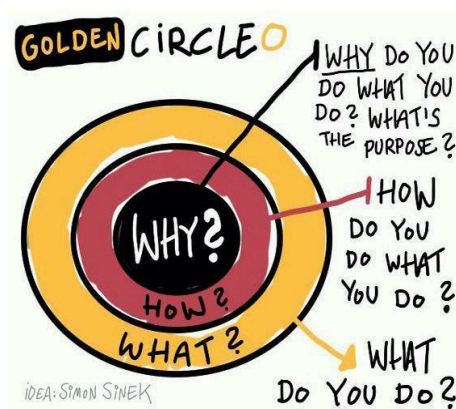 GOLDEN CIRCLE
WHY DO YOU
DO WHAT YOU
DO? WHAT'S
THE PURPOSE?
HOW
DO YOU
DO WHAT
YOU DO?
WHAT
DO YOU DO?
WHY?
HOW?
WHAT?
IDEA: SIMON SINEK